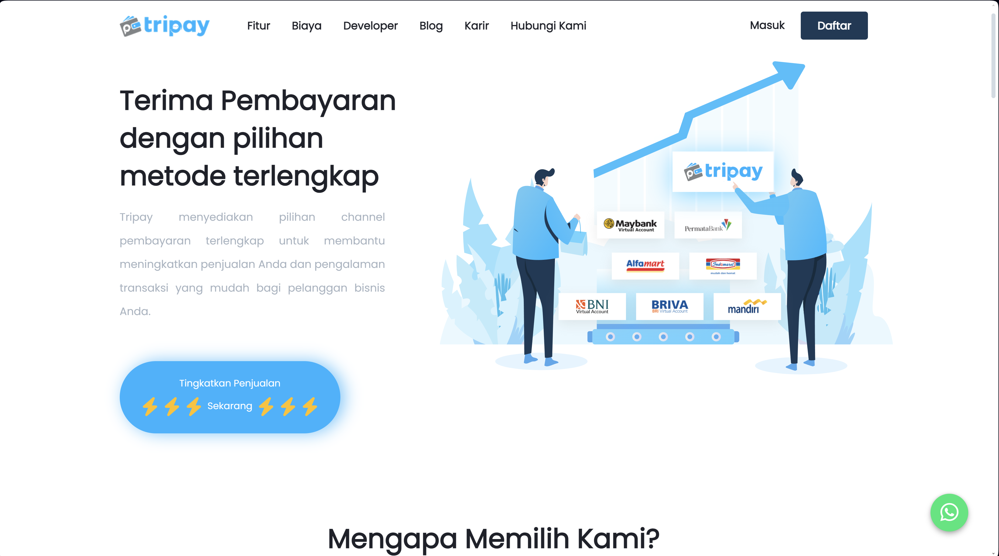 tripay
Fitur
Biaya
Developer
Blog
Karir
Hubungi Kami
Masuk
Daftar
Terima Pembayaran
dengan pilihan
metode terlengkap
Tripay menyediakan pilihan channel
pembayaran terlengkap untuk membantu
meningkatkan penjualan Anda dan pengalaman
transaksi yang mudah bagi pelanggan bisnis
Anda.
Tingkatkan Penjualan
Sekarang
tripay
Maybank
Virtual Account
PermataBank
Alfamart
Indomaret
mudah dan hemat
BNI
Virtual Account
BRIVA
BRI Virtual Account
mandiri
Mengapa Memilih Kami?